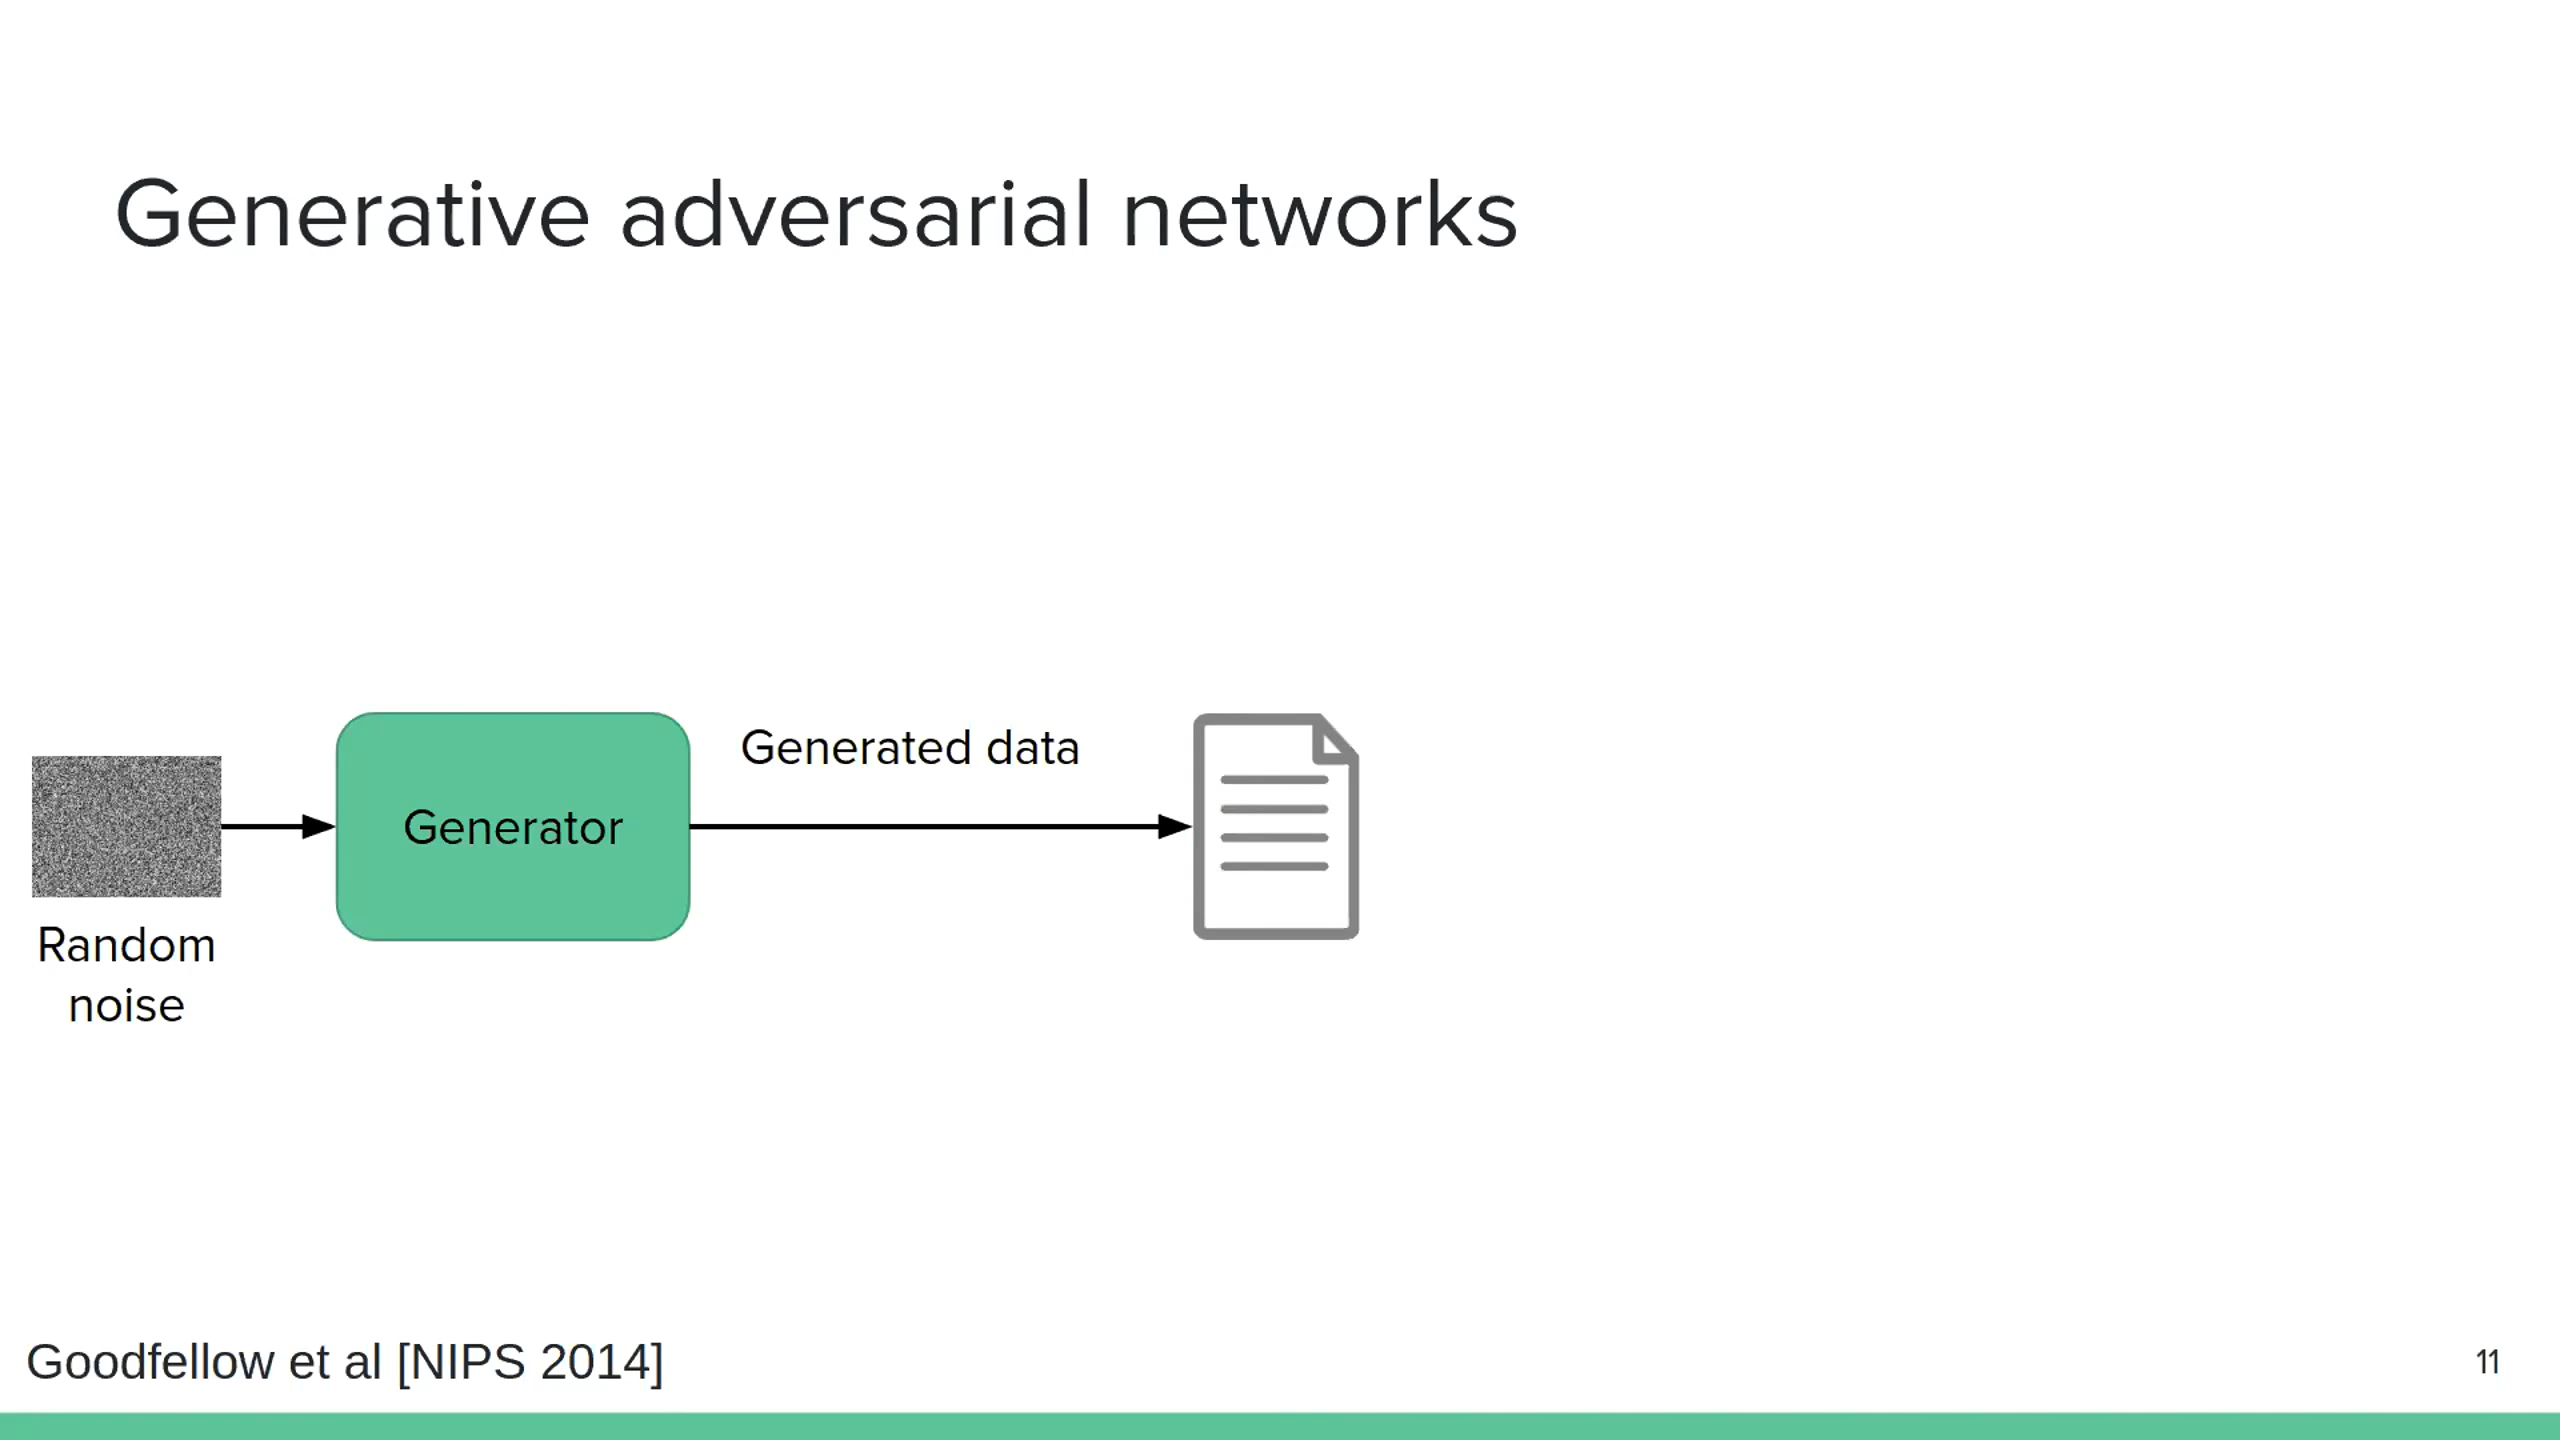 Generative adversarial networks
Generated data
Generator
Random
noise
Goodfellow et al [NIPS 2014]
11